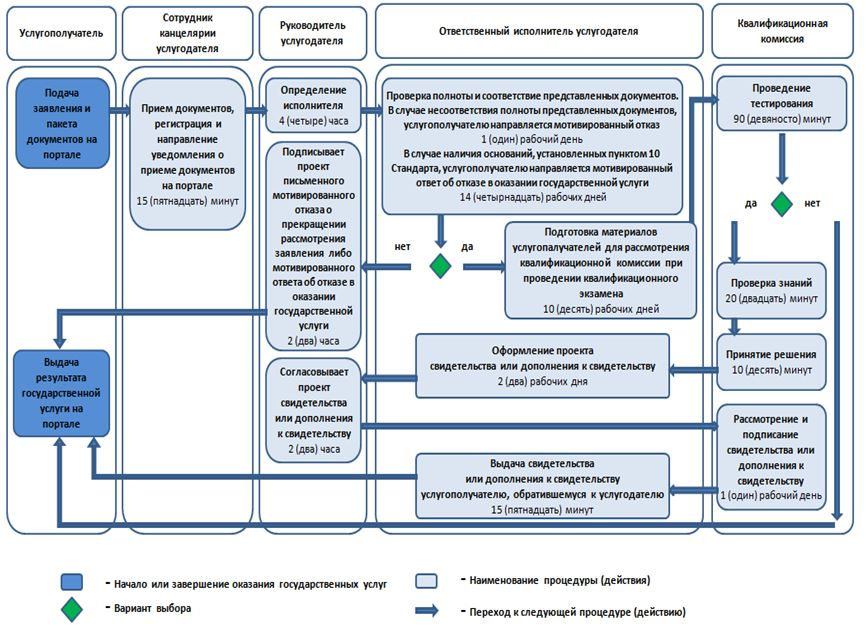 Услугополучатель
Сотрудник
канцелярии
услугодателя
Руководитель
услугодателя
Ответственный исполнитель услугодателя
Квалификационная
комиссия
Подача
заявления и
пакета
документов на
портале
Прием документов,
регистрация и
направление
уведомления о
приеме документов
на портале
15 (пятнадцать) минут
Определение
исполнителя
4 (четыре) часа
Подписывает
проект
письменного
мотивированного
отказа о
прекращении
рассмотрения
заявления либо
мотивированного
ответа об отказе в
оказании
государственной
услуги
2 (два) часа
Проверка полноты и соответствие представленных документов.
В случае несоответствия полноты представленных документов,
услугополучателю направляется мотивированный отказ
1 (один) рабочий день
В случае наличия оснований, установленных пунктом 10
Стандарта, услугополучателю направляется мотивированный
ответ об отказе в оказании государственной услуги
14 (четырнадцать) рабочих дней
нет
да
Подготовка материалов
услугопалучателей для рассмотрения
квалификационной комиссии при
проведении квалификационного
экзамена
10 (десять) рабочих дней
Проведение
тестирования
90 (девяносто) минут
да
нет
Проверка знаний
20 (двадцать) минут
Принятие решения
10 (десять) минут
Оформление проекта
свидетельства или дополнения к свидетельству
2 (два) рабочих дня
Согласовывает
проект
свидетельства
или дополнения
к свидетельству
2 (два) часа
Рассмотрение и
подписание
свидетельства или
дополнения к
свидетельству
1 (один) рабочий день
Выдача свидетельства
или дополнения к свидетельству
услугополучателю, обратившемуся к услугодателю
15 (пятнадцать) минут
Выдача
результата
государственной
услуги на
портале
- Начало или завершение оказания государственных услуг
- Вариант выбора
- Наименование процедуры (действия)
- Переход к следующей процедуре (действию)